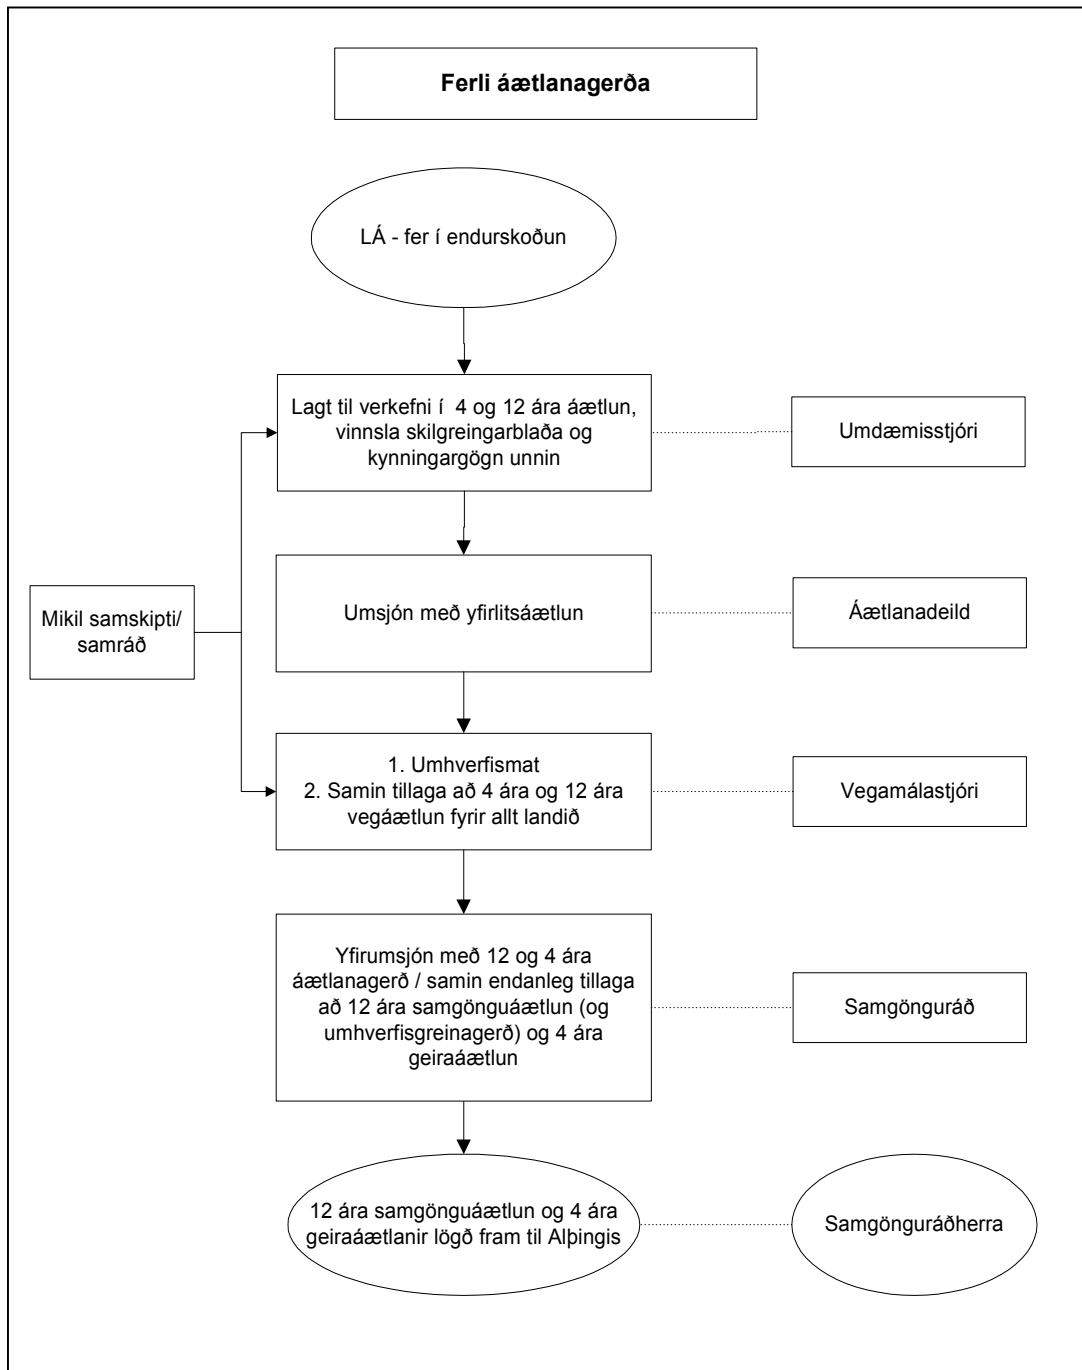 Ferli áætlanagerða
LÁ - fer í endurskoðun
Lagt til verkefni í  4 og 12 ára áætlun,
vinnsla skilgreingarblaða og
kynningargögn unnin
Umdæmisstjóri
Mikil samskipti/
samráð
Umsjón með yfirlitsáætlun
Áætlanadeild
1. Umhverfismat
2. Samin tillaga að 4 ára og 12 ára
vegáætlun fyrir allt landið
Vegamálastjóri
Yfirumsjón með 12 og 4 ára
áætlanagerð / samin endanleg tillaga
að 12 ára samgönguáætlun (og
umhverfisgreinagerð) og 4 ára
geiraáætlun
Samgönguráð
12 ára samgönguáætlun og 4 ára
geiraáætlanir lögð fram til Alþingis
Samgönguráðherra